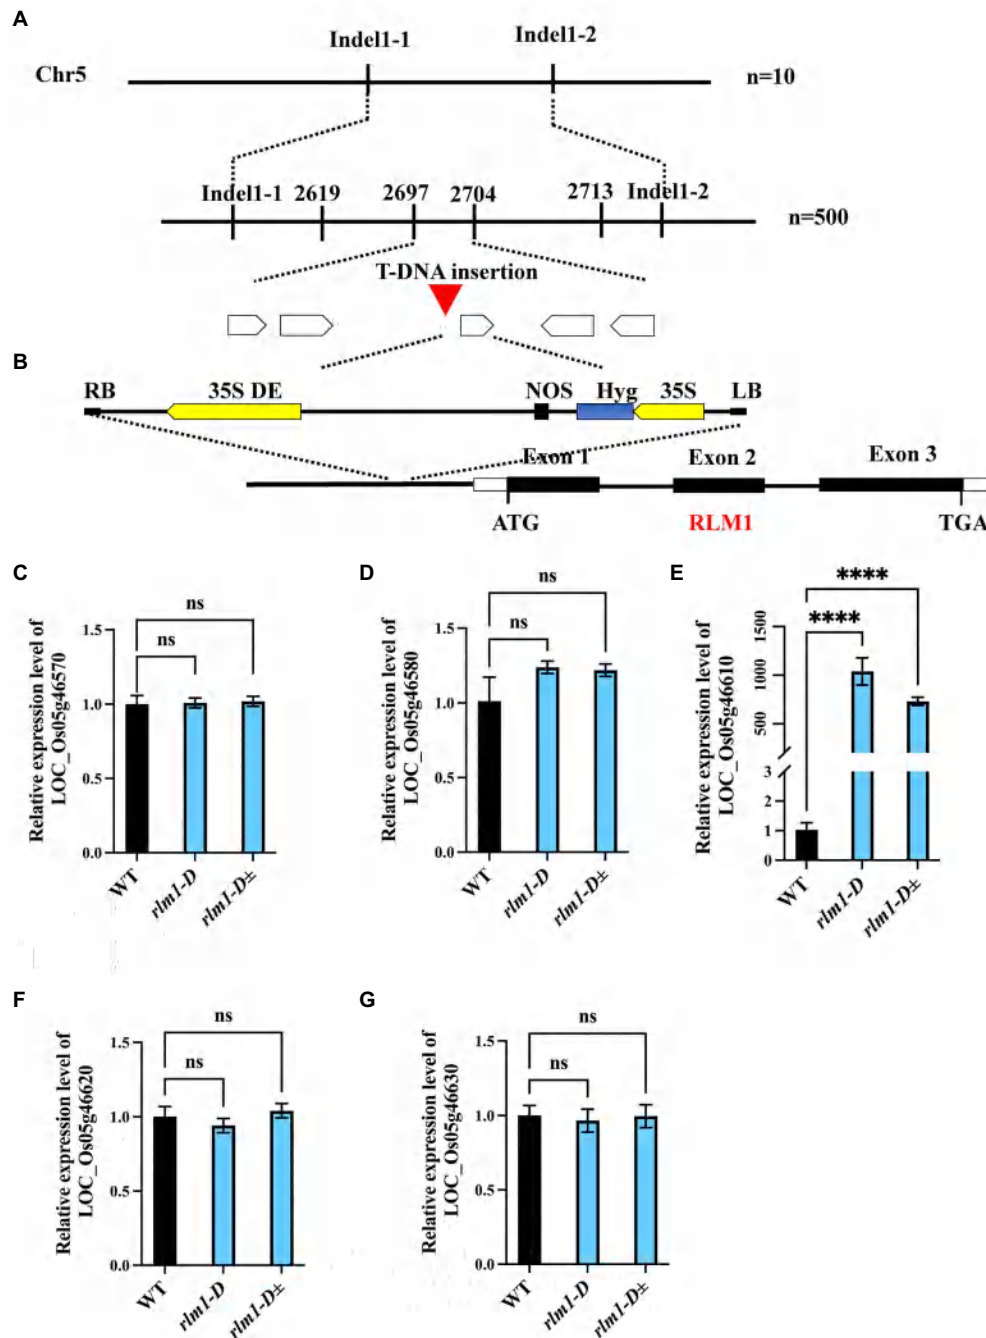 A
Indel1-1 Indel1-2
Chr5 n=10
Indel1-1 2619 2697 2704 2713 Indel1-2
n=500
T-DNA insertion
B
RB 35S DE NOS Hyg 35S LB
Exon 1 Exon 2 Exon 3
ATG RLM1 TGA
C
Relative expression level of
LOC_Os05g46570
1.5
1.0
0.5
0.0
ns
ns
WT rlm1-D rlm1-D±
D
Relative expression level of
LOC_Os05g46580
1.5
1.0
0.5
0.0
ns
ns
WT rlm1-D rlm1-D±
E
Relative expression level of
LOC_Os05g46610
1500
1000
500
3
2
1
0
****
****
WT rlm1-D rlm1-D±
F
Relative expression level of
LOC_Os05g46620
1.5
1.0
0.5
0.0
ns
ns
WT rlm1-D rlm1-D±
G
Relative expression level of
LOC_Os05g46630
1.5
1.0
0.5
0.0
ns
ns
WT rlm1-D rlm1-D±